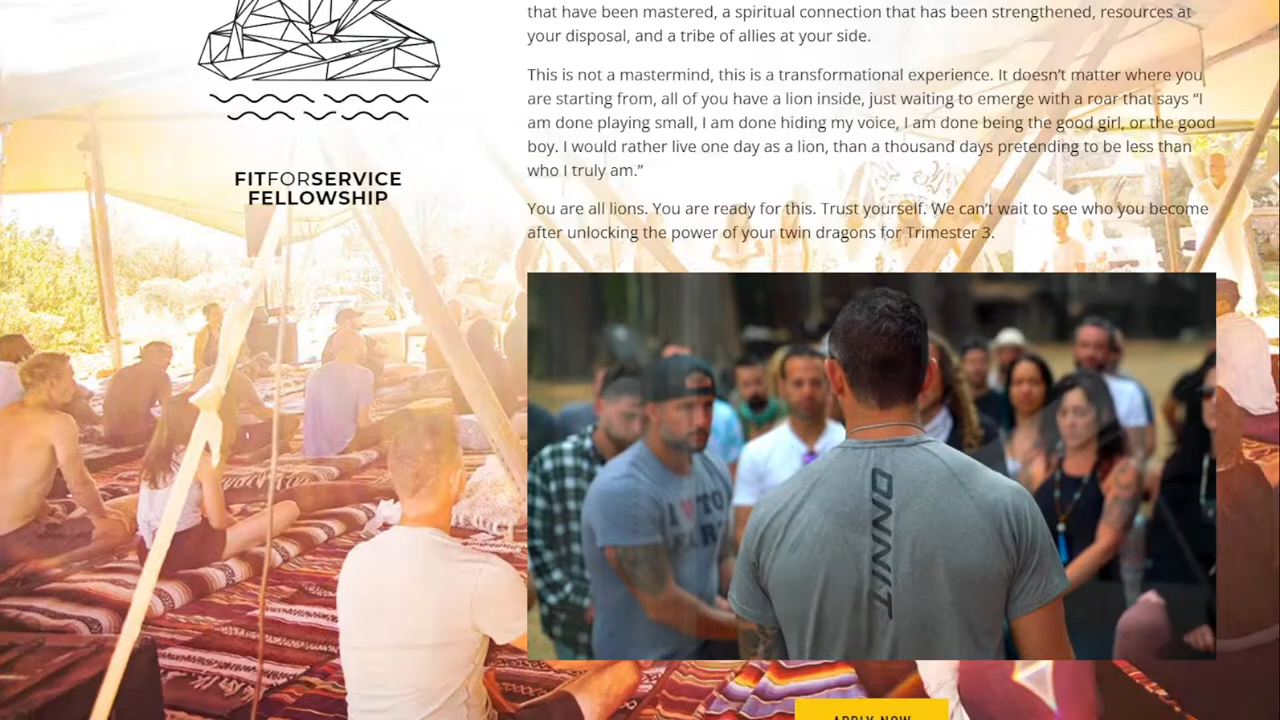 that have been mastered, a spiritual connection that has been strengthened, resources at
your disposal, and a tribe of allies at your side.
This is not a mastermind, this is a transformational experience. It doesn’t matter where you
are starting from, all of you have a lion inside, just waiting to emerge with a roar that says “I
am done playing small, I am done hiding my voice, I am done being the good girl, or the good
boy. I would rather live one day as a lion, than a thousand days pretending to be less than
who I truly am.”
You are all lions. You are ready for this. Trust yourself. We can’t wait to see who you become
after unlocking the power of your twin dragons for Trimester 3.
FITFORSERVICE
FELLOWSHIP
ONNIT
APPLY NOW